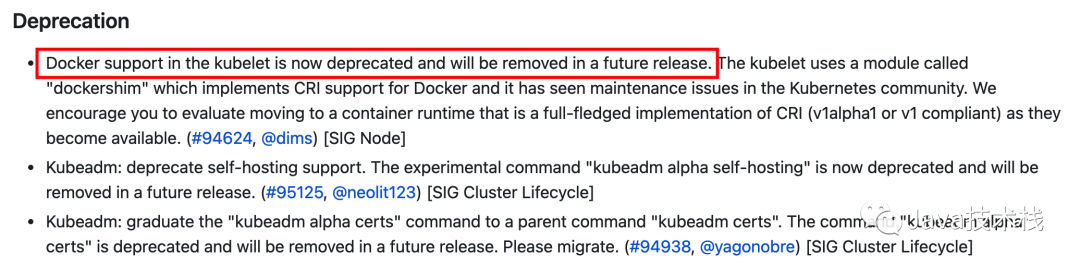 Deprecation
• Docker support in the kubelet is now deprecated and will be removed in a future release. The kubelet uses a module called
"dockershim" which implements CRI support for Docker and it has seen maintenance issues in the Kubernetes community. We
encourage you to evaluate moving to a container runtime that is a full-fledged implementation of CRI (v1alpha1 or v1 compliant) as they
become available. (#94624, @dims) [SIG Node]
• Kubeadm: deprecate self-hosting support. The experimental command "kubeadm alpha self-hosting" is now deprecated and will be
removed in a future release. (#95125, @neolit123) [SIG Cluster Lifecycle]
• Kubeadm: graduate the "kubeadm alpha certs" command to a parent command "kubeadm certs". The command "kubeadm alpha
certs" is deprecated and will be removed in a future release. Please migrate. (#94938, @yagonobre) [SIG Cluster Lifecycle]
Java技术栈